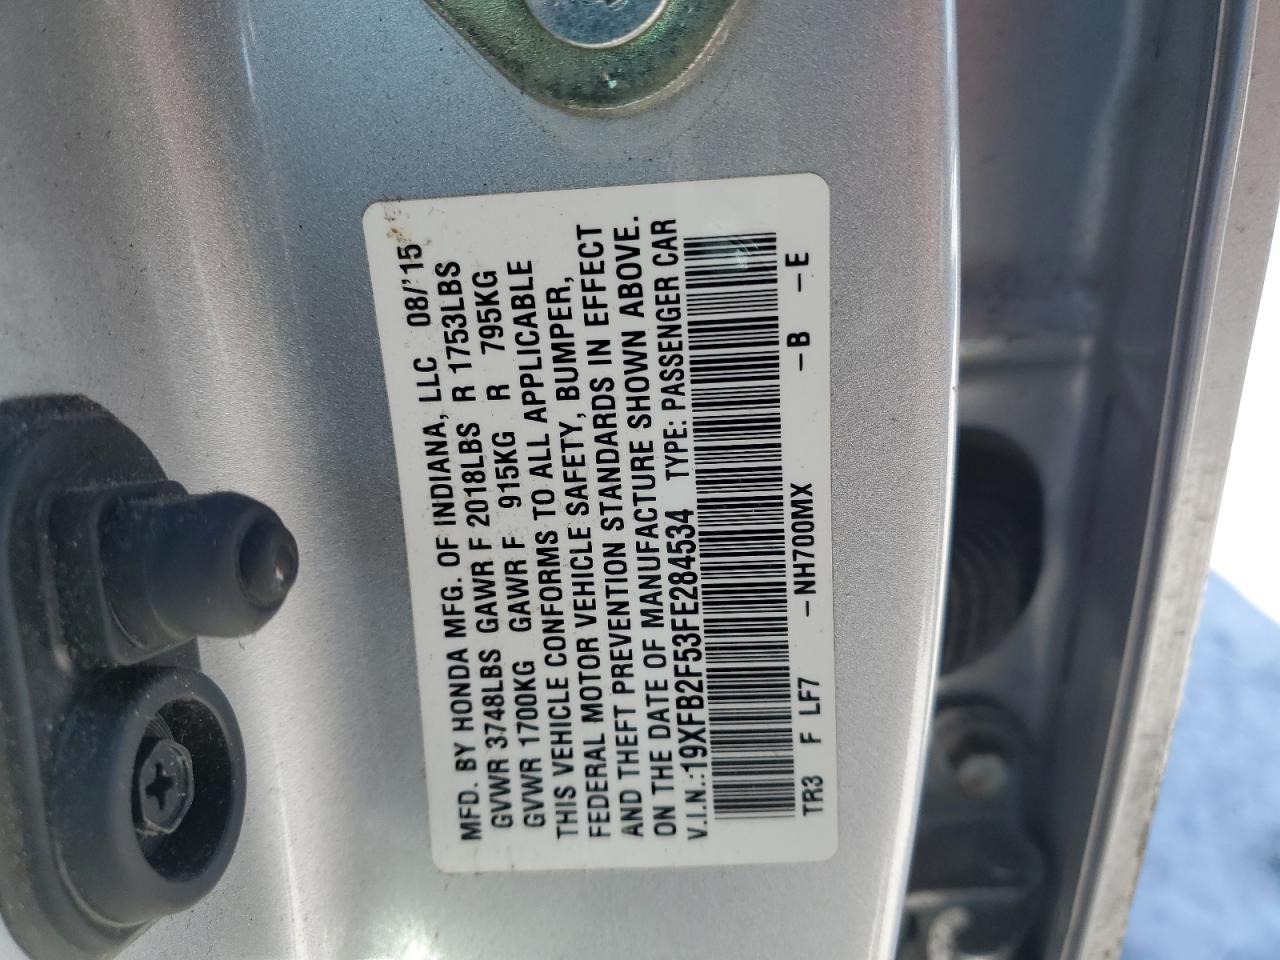 MFD. BY HONDA MFG. OF INDIANA, LLC 08/'15
GVWR 3748LBS GAWR F 2018LBS R 1753LBS
GVWR 1700KG GAWR F 915KG R 795KG
THIS VEHICLE CONFORMS TO ALL APPLICABLE
FEDERAL MOTOR VEHICLE SAFETY, BUMPER,
AND THEFT PREVENTION STANDARDS IN EFFECT
ON THE DATE OF MANUFACTURE SHOWN ABOVE.
V.I.N.:19XFB2F53FE284534 TYPE: PASSENGER CAR
TR3 F LF7 -NH700MX -B -E